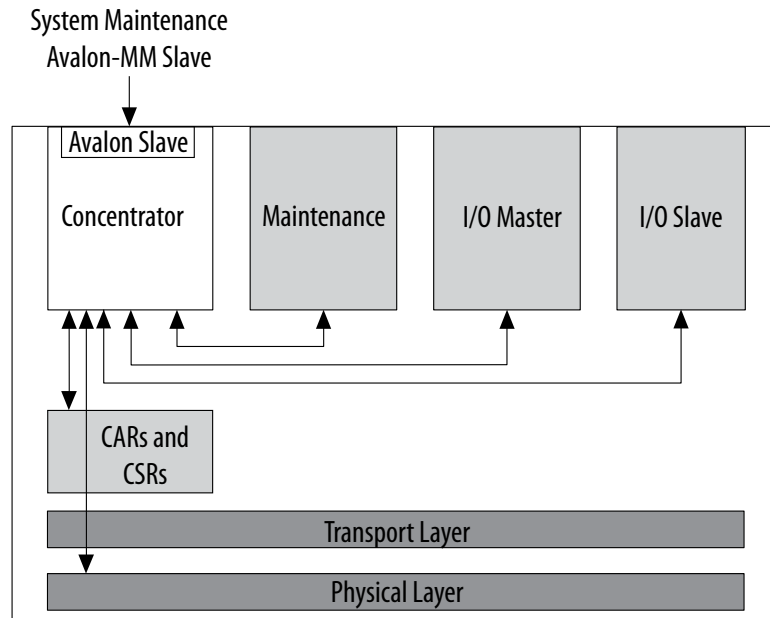 System Maintenance
Avalon-MM Slave
Avalon Slave
Concentrator
Maintenance
I/O Master
I/O Slave
CARs and
CSRs
Transport Layer
Physical Layer